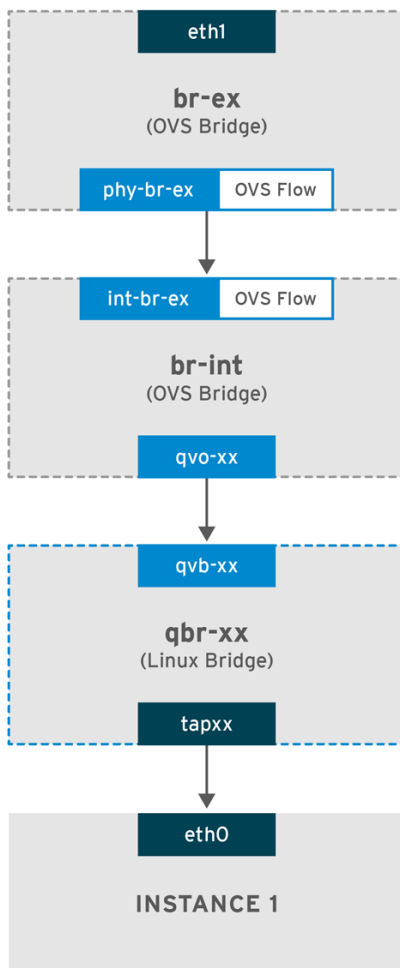 eth1
br-ex
(OVS Bridge)
phy-br-ex OVS Flow
int-br-ex OVS Flow
br-int
(OVS Bridge)
qvo-xx
qvb-xx
qbr-xx
(Linux Bridge)
tapxx
eth0
INSTANCE 1